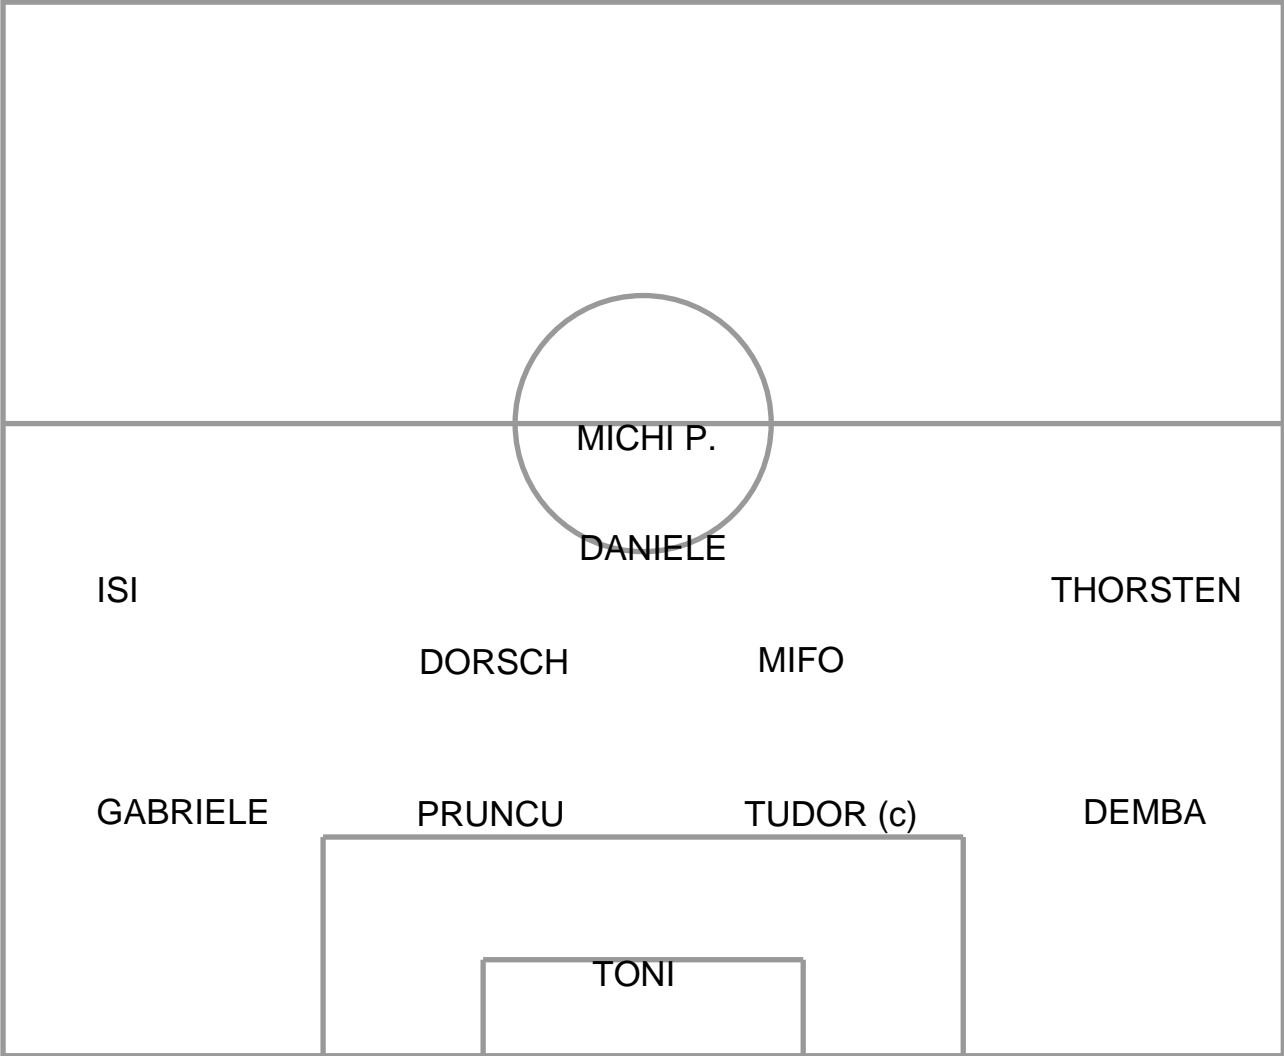 MICHI P.
DANIELE
ISI
THORSTEN
DORSCH
MIFO
GABRIELE
PRUNCU
TUDOR (c)
DEMBA
TONI